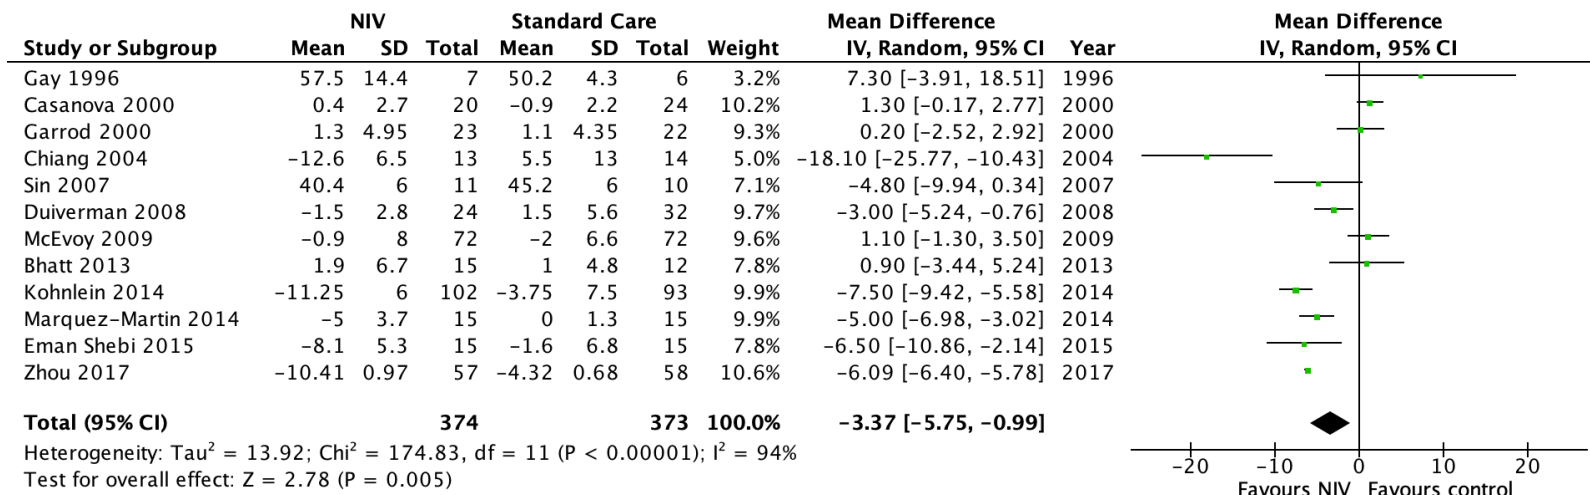 NIV Standard Care Mean Difference Mean Difference
Study or Subgroup Mean SD Total Mean SD Total Weight IV, Random, 95% CI Year IV, Random, 95% CI
Gay 1996 57.5 14.4 7 50.2 4.3 6 3.2% 7.30 [−3.91, 18.51] 1996
Casanova 2000 0.4 2.7 20 −0.9 2.2 24 10.2% 1.30 [−0.17, 2.77] 2000
Garrod 2000 1.3 4.95 23 1.1 4.35 22 9.3% 0.20 [−2.52, 2.92] 2000
Chiang 2004 −12.6 6.5 13 5.5 13 14 5.0% −18.10 [−25.77, −10.43] 2004
Sin 2007 40.4 6 11 45.2 6 10 7.1% −4.80 [−9.94, 0.34] 2007
Duiverman 2008 −1.5 2.8 24 1.5 5.6 32 9.7% −3.00 [−5.24, −0.76] 2008
McEvoy 2009 −0.9 8 72 −2 6.6 72 9.6% 1.10 [−1.30, 3.50] 2009
Bhatt 2013 1.9 6.7 15 1 4.8 12 7.8% 0.90 [−3.44, 5.24] 2013
Kohnlein 2014 −11.25 6 102 −3.75 7.5 93 9.9% −7.50 [−9.42, −5.58] 2014
Marquez−Martin 2014 −5 3.7 15 0 1.3 15 9.9% −5.00 [−6.98, −3.02] 2014
Eman Shebi 2015 −8.1 5.3 15 −1.6 6.8 15 7.8% −6.50 [−10.86, −2.14] 2015
Zhou 2017 −10.41 0.97 57 −4.32 0.68 58 10.6% −6.09 [−6.40, −5.78] 2017
Total (95% CI) 374 373 100.0% −3.37 [−5.75, −0.99]
Heterogeneity: Tau² = 13.92; Chi² = 174.83, df = 11 (P < 0.00001); I² = 94%
Test for overall effect: Z = 2.78 (P = 0.005)
−20 −10 0 10 20
Favours NIV Favours control